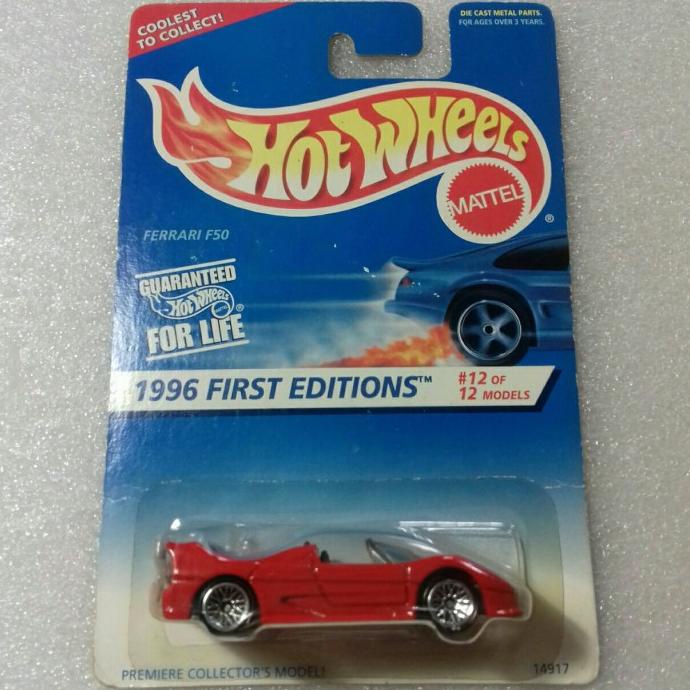 COOLEST
TO COLLECT!
DIE CAST METAL PARTS.
FOR AGES OVER 3 YEARS.
HOT WHEELS
MATTEL
®
FERRARI F50
GUARANTEED
HOT WHEELS
MATTEL
®
FOR LIFE
1996 FIRST EDITIONS™
#12 OF
12 MODELS
PREMIERE COLLECTOR'S MODEL!
14917